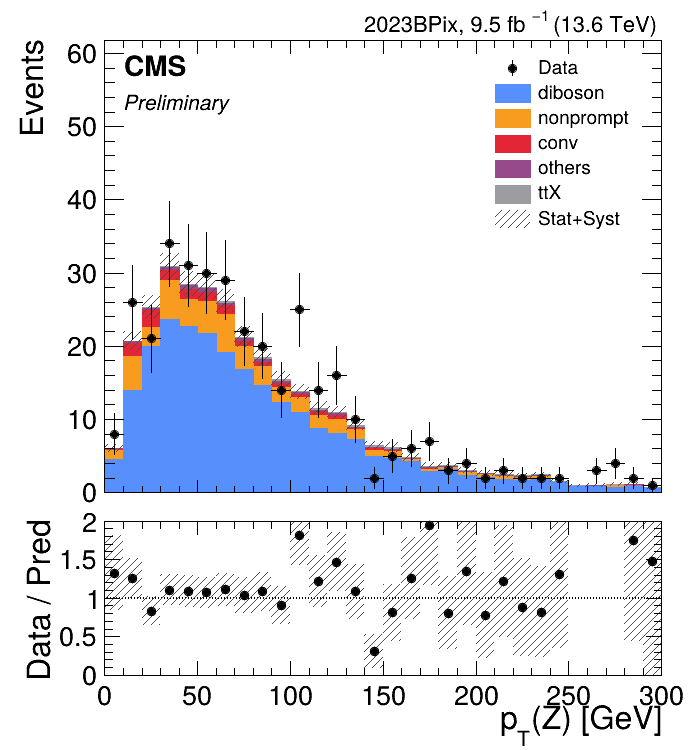 2023BPix, 9.5 fb⁻¹ (13.6 TeV)
CMS
Preliminary
Events
60
50
40
30
20
10
0
Data
diboson
nonprompt
conv
others
ttX
Stat+Syst
Data / Pred
2
1.5
1
0.5
0
0 50 100 150 200 250 300
p_T(Z) [GeV]